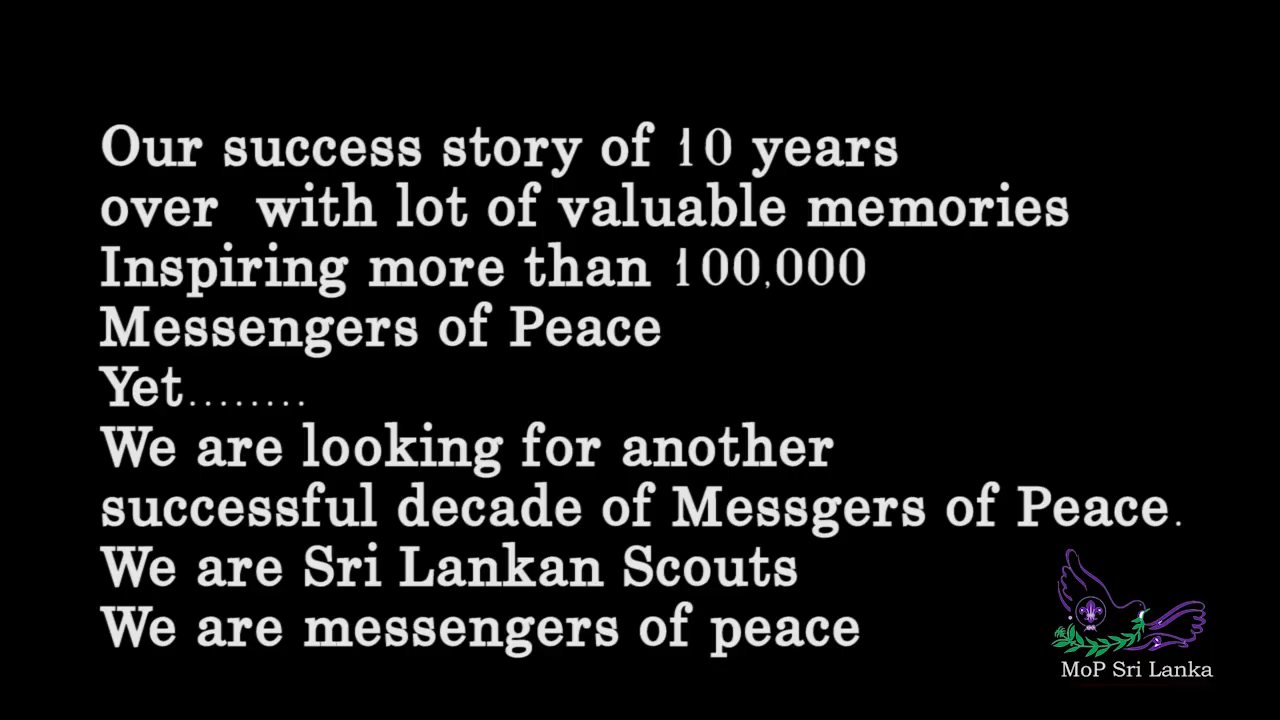 Our success story of 10 years
over  with lot of valuable memories
Inspiring more than 100,000
Messengers of Peace
Yet........
We are looking for another
successful decade of Messgers of Peace.
We are Sri Lankan Scouts
We are messengers of peace
MoP Sri Lanka